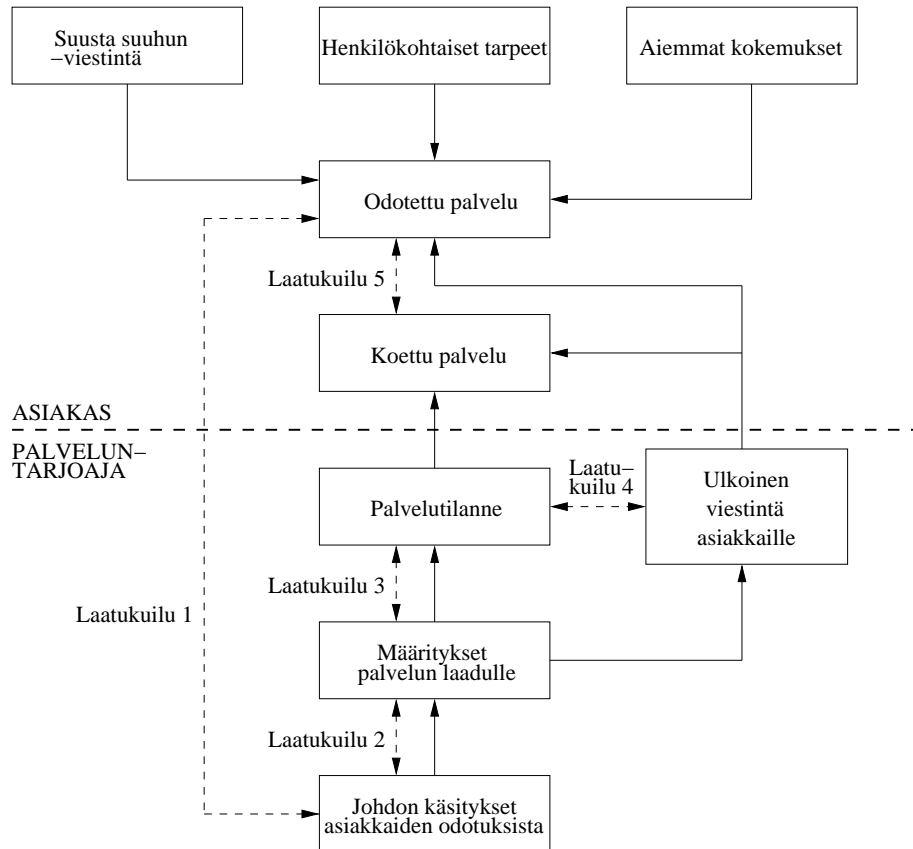 Suusta suuhun
−viestintä
Henkilökohtaiset tarpeet
Aiemmat kokemukset
Odotettu palvelu
Laatukuilu 5
Koettu palvelu
ASIAKAS
PALVELUN−
TARJOAJA
Laatu−
kuilu 4
Ulkoinen
viestintä
asiakkaille
Palvelutilanne
Laatukuilu 3
Laatukuilu 1
Määritykset
palvelun laadulle
Laatukuilu 2
Johdon käsitykset
asiakkaiden odotuksista